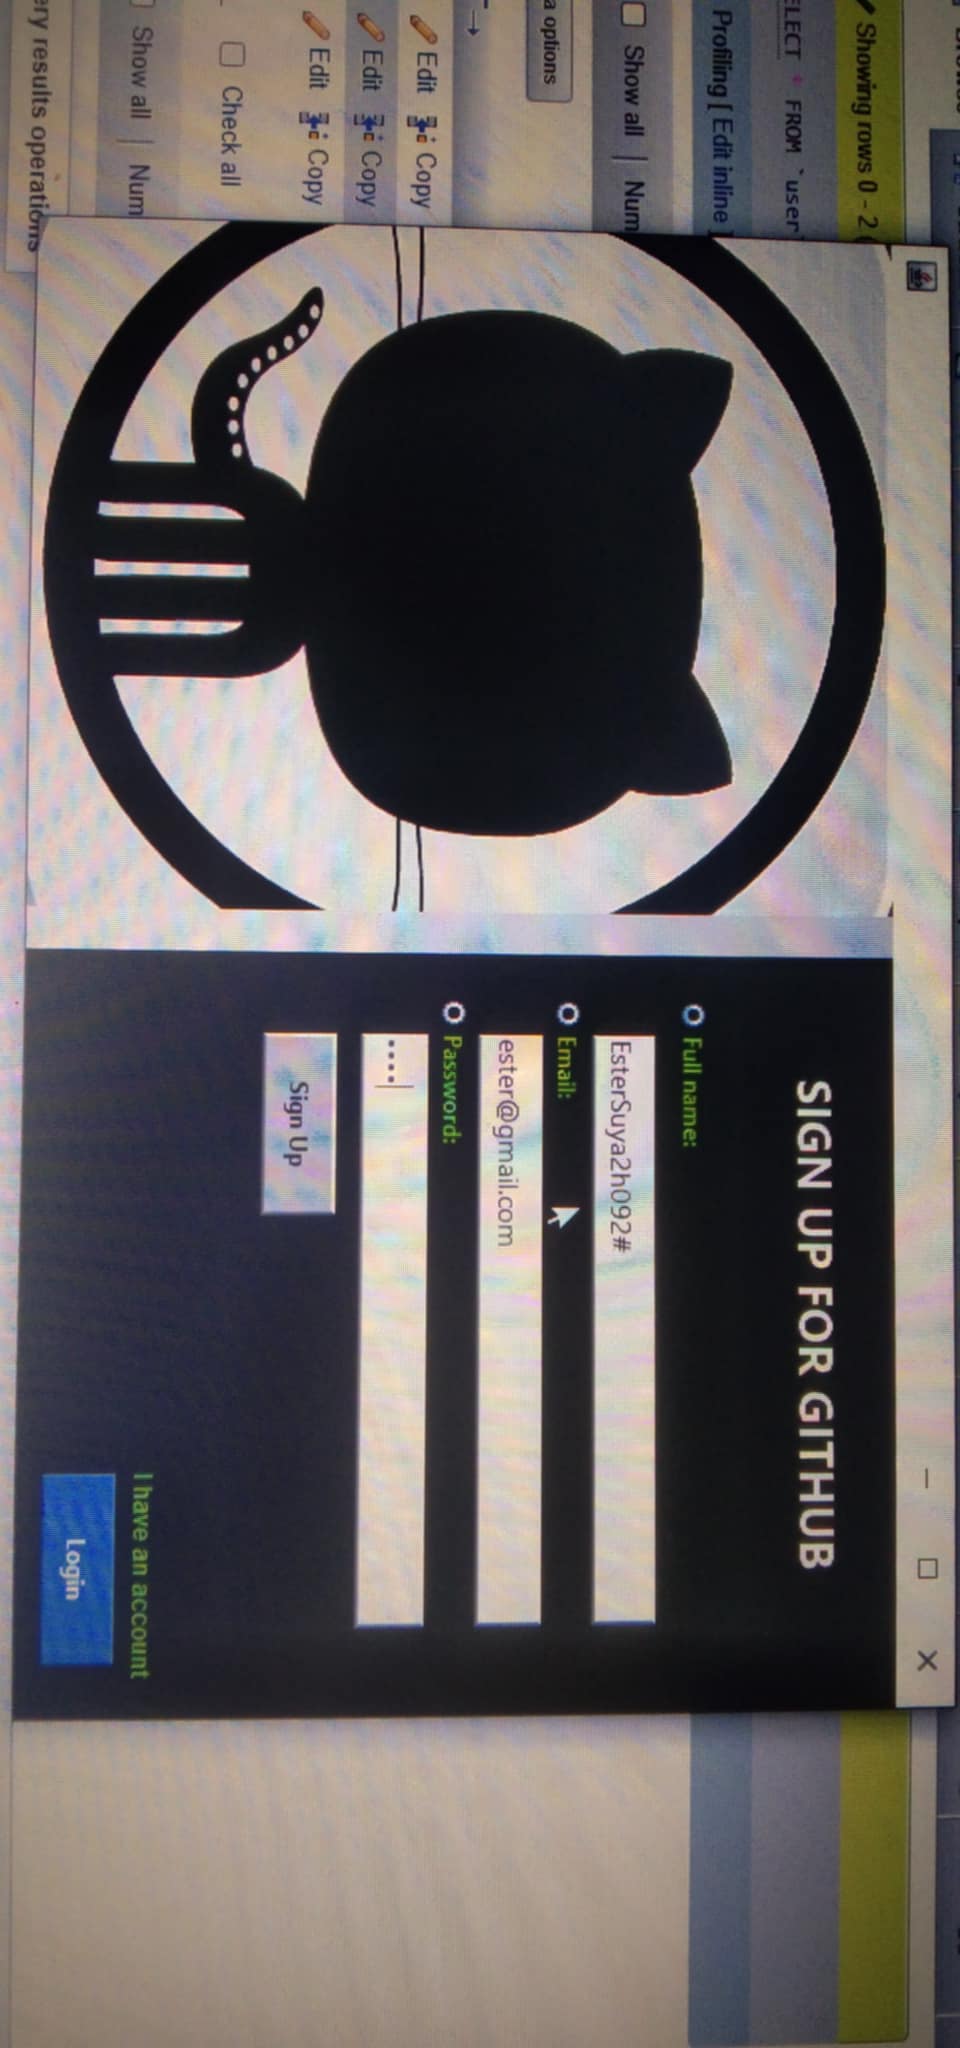 Showing rows 0 - 2
SELECT * FROM `user`
Profiling [ Edit inline ]
Show all | Num
options
Edit Copy
Edit Copy
Edit Copy
Check all
Show all | Num
results operations
SIGN UP FOR GITHUB
Full name:
EsterSuya2h092#
Email:
ester@gmail.com
Password:
••••
Sign Up
I have an account
Login